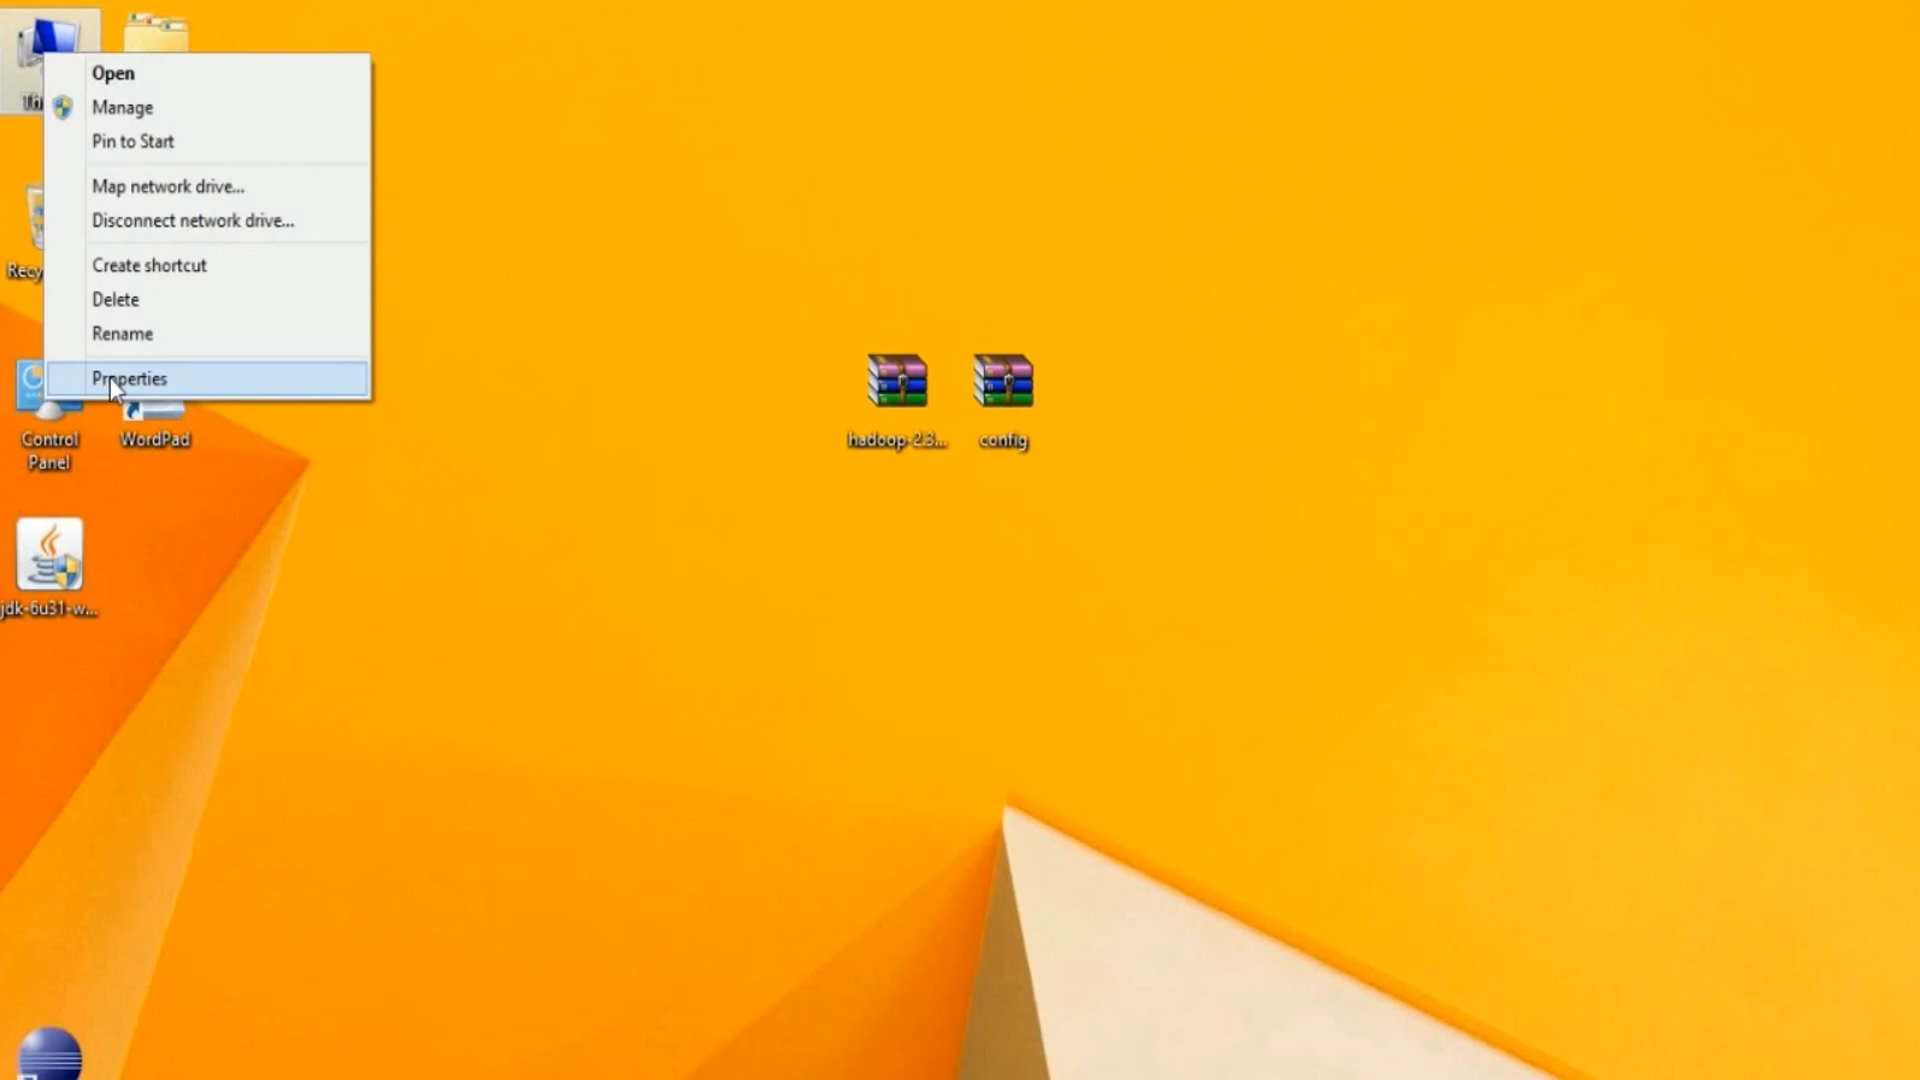 Open
Manage
Pin to Start
Map network drive...
Disconnect network drive...
Create shortcut
Delete
Rename
Properties
Recy
Control
Panel
WordPad
jdk-6u31-w...
hadoop-2.3...
config